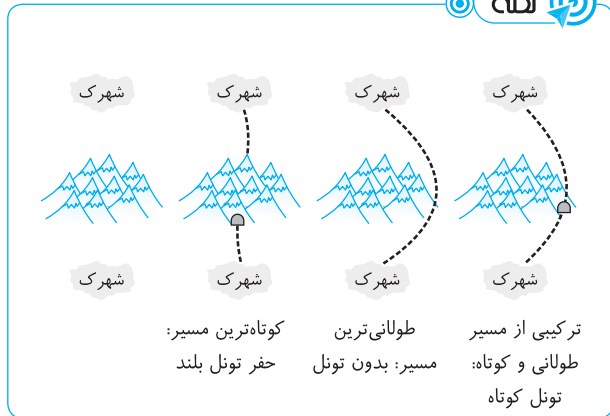 شهرک شهرک شهرک شهرک
شهرک شهرک شهرک شهرک
ترکیبی از مسیر
طولانی و کوتاه:
تونل کوتاه
طولانی‌ترین
مسیر: بدون تونل
کوتاه‌ترین مسیر:
حفر تونل بلند